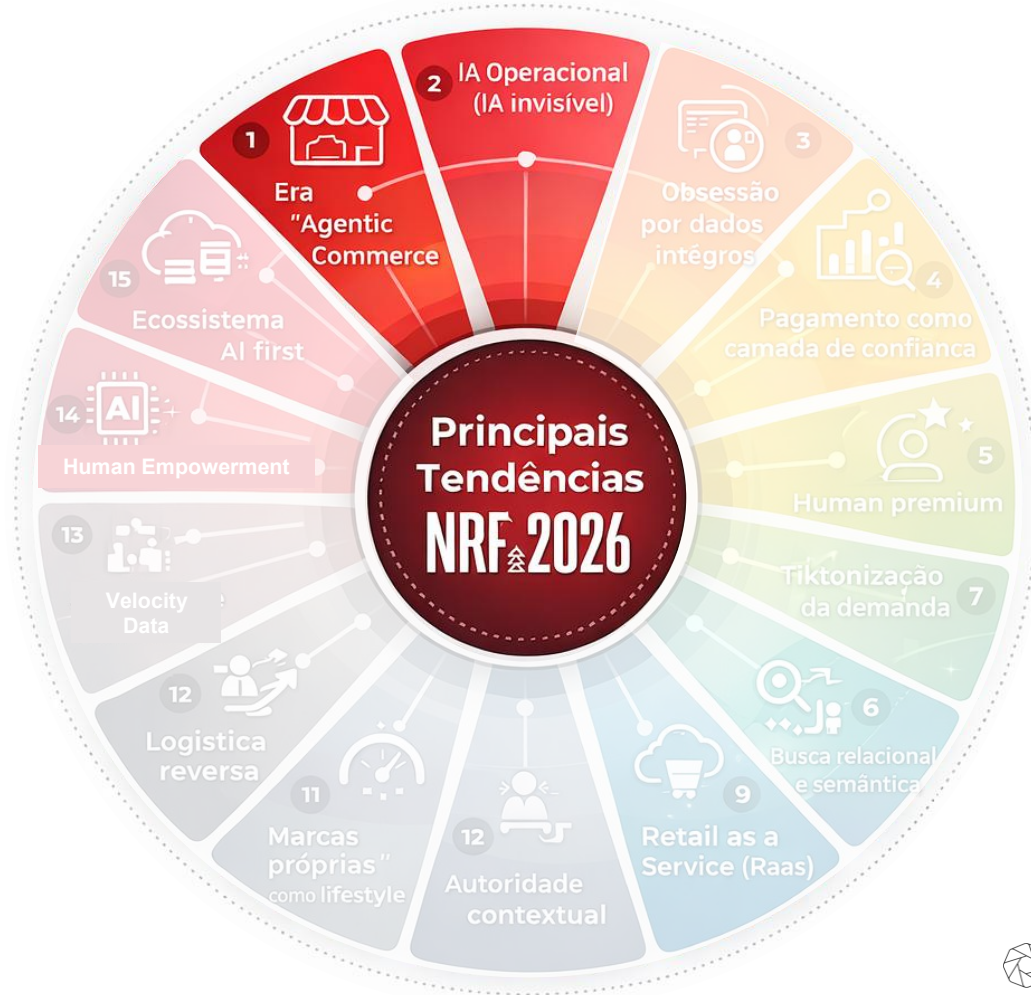 1
Era
"Agentic
Commerce
2 IA Operacional
(IA invisível)
3
Obsessão
por dados
intégros
4
Pagamento como
camada de confianca
5
Human premium
Tiktonização
da demanda 7
6
Busca relacional
e semântica
9
Retail as a
Service (Raas)
12
Autoridade
contextual
11
Marcas
próprias"
como lifestyle
12
Logistica
reversa
13
Velocity e
Data
14 AI
Human Empowerment
15
Ecossistema
AI first
Principais
Tendências
NRF 2026